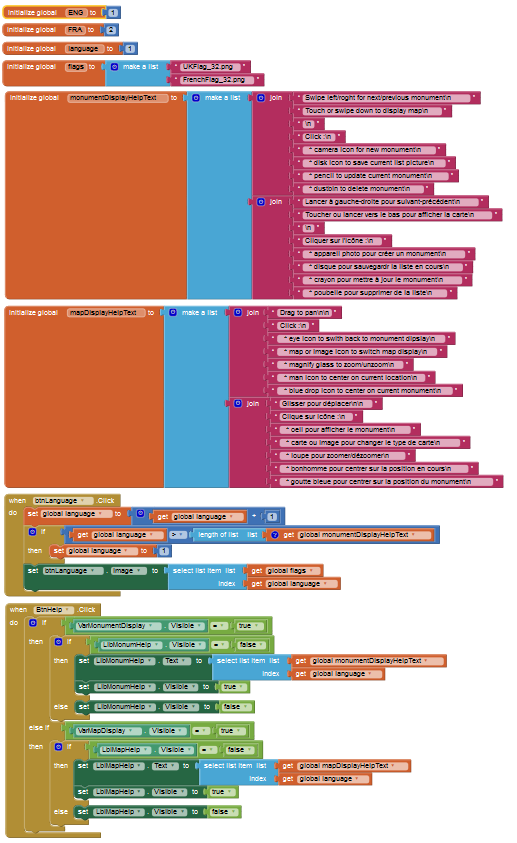 initialize global ENG to 1
initialize global FRA to 2
initialize global language to 1
initialize global flags to make a list " UKFlag_32.png "
" FrenchFlag_32.png "
initialize global monumentDisplayHelpText to make a list join " Swipe left/roght for next/previous monument\n\n "
" Touch or swipe down to display map\n\n "
" \n "
" Click :\n "
" * camera icon for new monument\n\n "
" * disk icon to save current list picture\n\n "
" * pencil to update current monument\n\n "
" * dustbin to delete monument\n\n "
join " Lancer à gauche-droite pour suivant-précédent\n\n "
" Toucher ou lancer vers le bas pour afficher la carte\n\n "
" \n "
" Cliquer sur l'icône :\n "
" * appareil photo pour créer un monument\n\n "
" * disque pour sauvegarder la liste en cours\n\n "
" * crayon pour mettre à jour le monument\n\n "
" * poubelle pour supprimer de la liste\n\n "
initialize global mapDisplayHelpText to make a list join " Drag to pan\n\n "
" Click :\n "
" * eye icon to swith back to monument dipslay\n\n "
" * map or image icon to switch map display\n\n "
" * magnify glass to zoom/unzoom\n\n "
" * man icon to center on current location\n\n "
" * blue drop icon to center on current monument\n\n "
join " Glisser pour déplacer\n\n "
" Clique sur icône :\n "
" * oeil pour afficher le monument\n\n "
" * carte ou image pour changer le type de carte\n\n "
" * loupe pour zoomer/dézoomer\n\n "
" * bonhomme pour centrer sur la position en cours\n\n "
" * goutte bleue pour centrer sur la position du monument\n\n "
when btnLanguage .Click
do set global language to get global language + 1
if get global language > length of list list ? get global monumentDisplayHelpText
then set global language to 1
set btnLanguage . Image to select list item list get global flags
index get global language
when BtnHelp .Click
do if VarMonumentDisplay . Visible = true
then if LblMonumHelp . Visible = false
then set LblMonumHelp . Text to select list item list get global monumentDisplayHelpText
index get global language
set LblMonumHelp . Visible to true
else set LblMonumHelp . Visible to false
else if VarMapDisplay . Visible = true
then if LblMapHelp . Visible = false
then set LblMapHelp . Text to select list item list get global mapDisplayHelpText
index get global language
set LblMapHelp . Visible to true
else set LblMapHelp . Visible to false